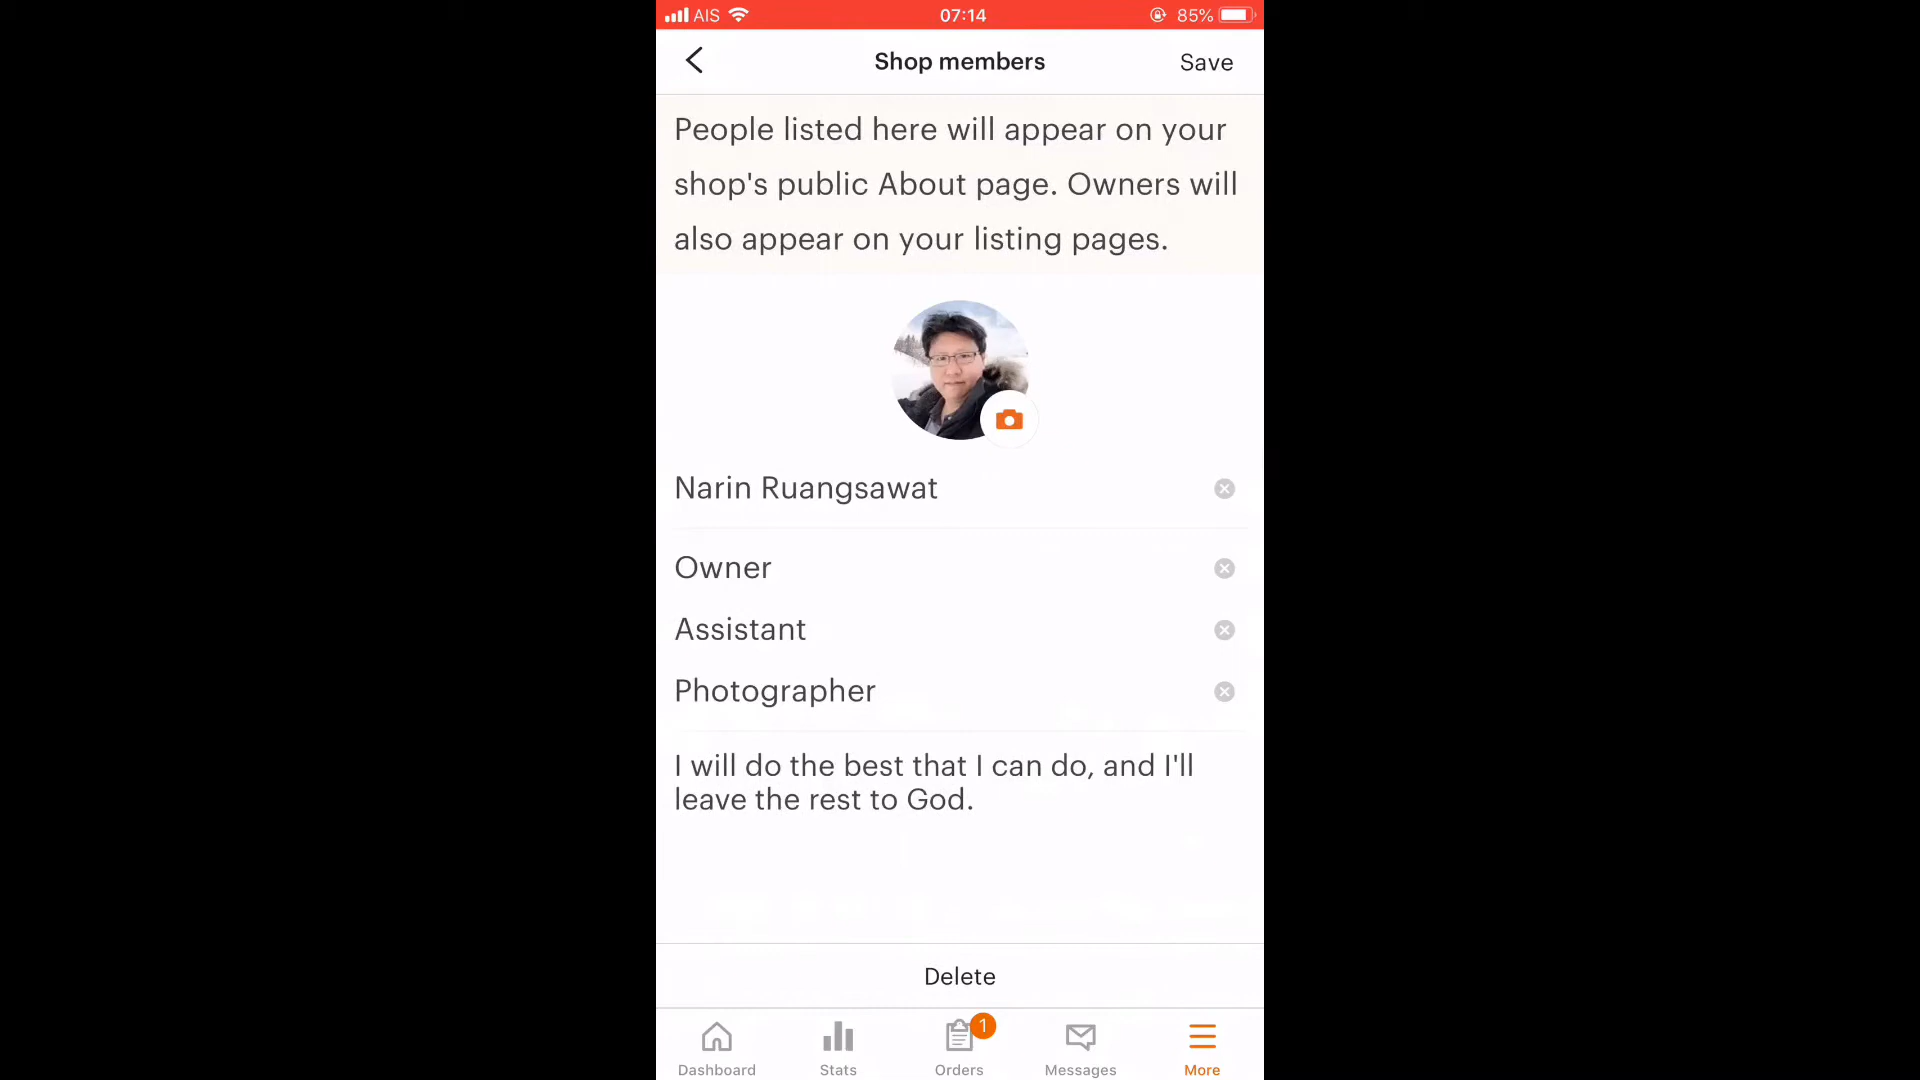 AIS 07:14 85%
Shop members Save
People listed here will appear on your
shop's public About page. Owners will
also appear on your listing pages.
Narin Ruangsawat
Owner
Assistant
Photographer
I will do the best that I can do, and I'll
leave the rest to God.
Delete
1
Dashboard Stats Orders Messages More